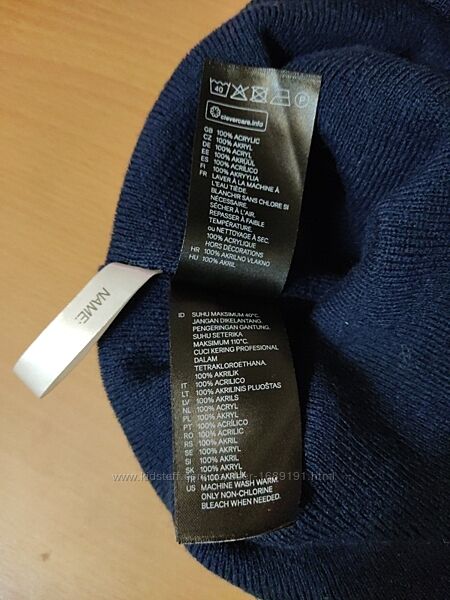 40
P
clevercare.info
GB 100% ACRYLIC
CZ 100% AKRYL
DE 100% ACRYL
EE 100% AKRÜÜL
ES 100% ACRÍLICO
FI 100% AKRYYLIA
FR LAVER À LA MACHINE À
L'EAU TIÈDE.
BLANCHIR SANS CHLORE SI
NÉCESSAIRE.
SÉCHER À L'AIR.
REPASSER À FAIBLE
TEMPÉRATURE.
OU NETTOYAGE À SEC.
100% ACRYLIQUE
HORS DÉCORATIONS
HR 100% AKRILNO VLAKNO
HU 100% AKRIL
NAME:
ID SUHU MAKSIMUM 40°C.
JANGAN DIKELANTANG.
PENGERINGAN GANTUNG.
SUHU SETERIKA
MAKSIMUM 110°C.
CUCI KERING PROFESIONAL
DALAM
TETRAKLOROETHANA.
100% AKRILIK
IT 100% ACRILICO
LT 100% AKRILINIS PLUOŠTAS
LV 100% AKRILS
NL 100% ACRYL
PL 100% AKRYL
PT 100% ACRÍLICO
RO 100% ACRILIC
RS 100% AKRIL
SE 100% AKRYL
SI 100% AKRIL
SK 100% AKRYL
TR %100 AKRİLİK
US MACHINE WASH WARM
ONLY NON-CHLORINE
BLEACH WHEN NEEDED.